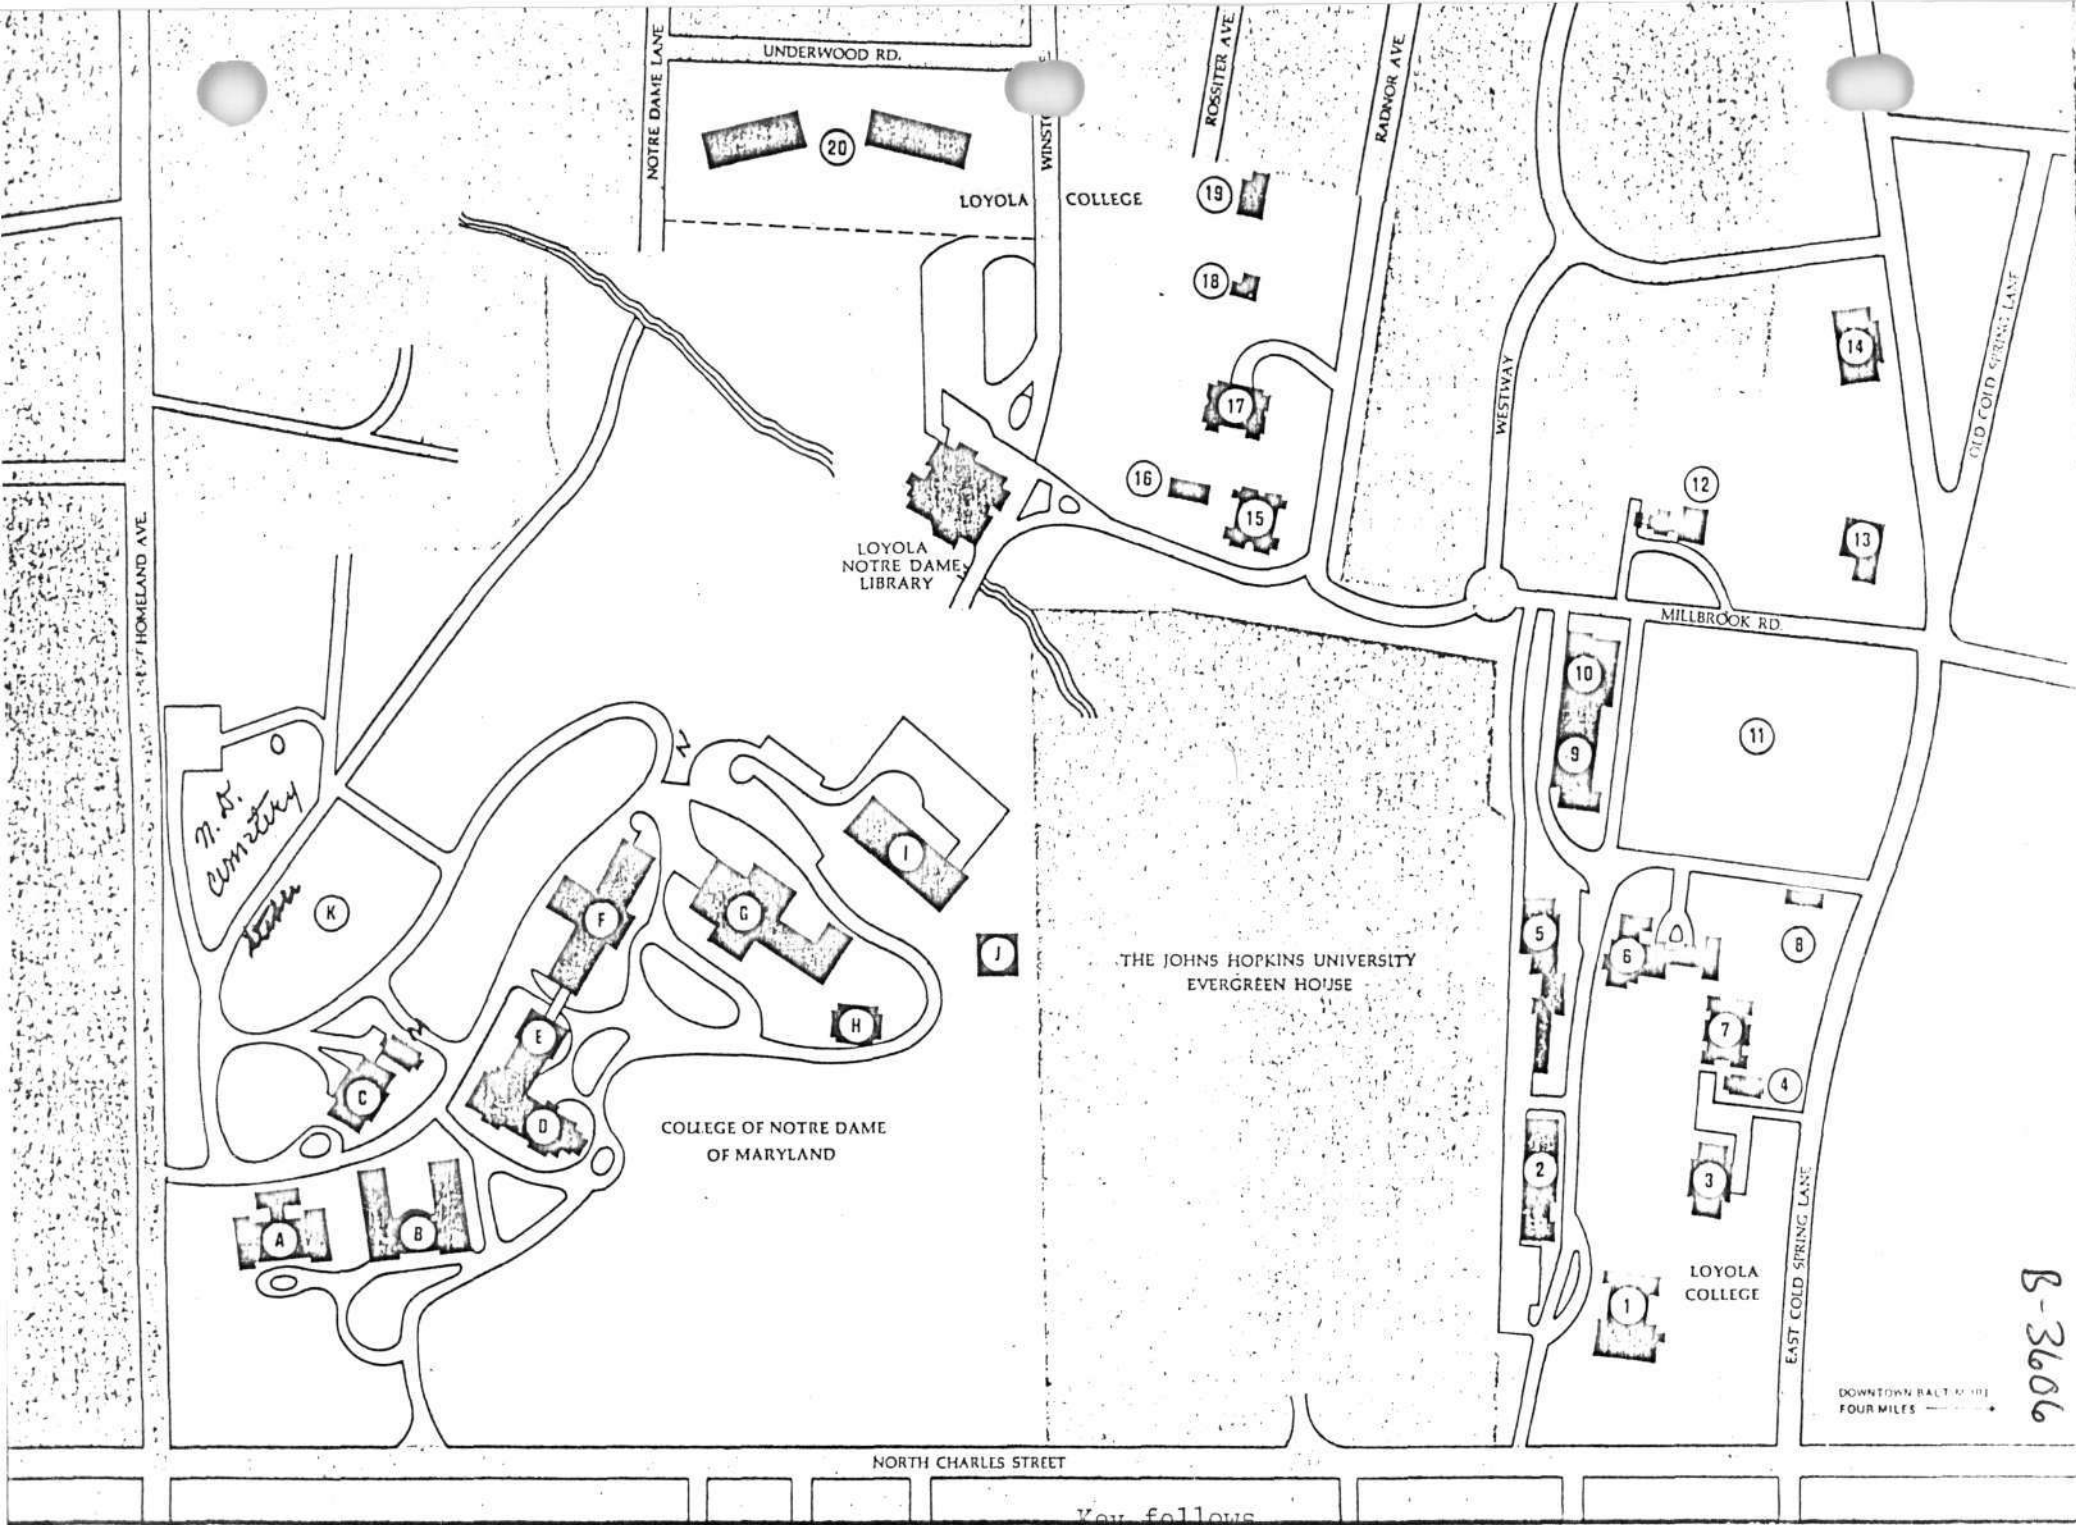 NOTRE DAME LANE
UNDERWOOD RD.
ROSSITER AVE.
RADNOR AVE.
20
LOYOLA COLLEGE
19
18
14
17
WESTWAY
OLD COLD SPRING LANE
16
15
12
13
LOYOLA
NOTRE DAME
LIBRARY
HOMELAND AVE.
MILLBROOK RD.
10
9
11
N
N. D.
cemetery
K
I
F
G
J
5
6
8
THE JOHNS HOPKINS UNIVERSITY
EVERGREEN HOUSE
N
E
H
7
4
C
D
COLLEGE OF NOTRE DAME
OF MARYLAND
2
3
A
B
1
LOYOLA
COLLEGE
EAST COLD SPRING LANE
B-3606
DOWNTOWN
FOUR MILES
NORTH CHARLES STREET
Key follows